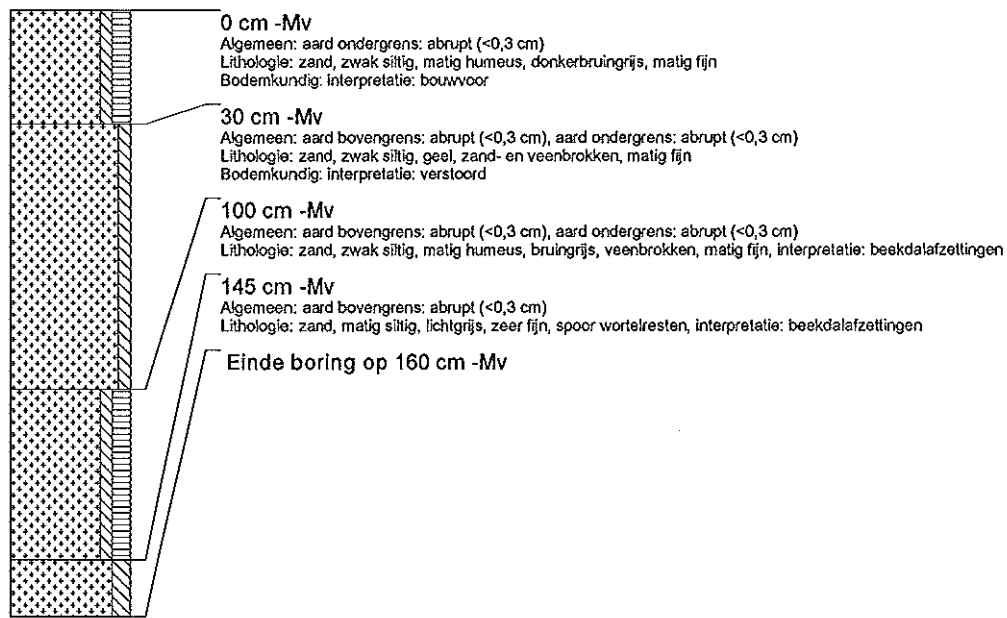 0 cm -Mv
Algemeen: aard ondergrens: abrupt (<0,3 cm)
Lithologie: zand, zwak siltig, matig humeus, donkerbruingrijs, matig fijn
Bodemkundig: interpretatie: bouwvoor
30 cm -Mv
Algemeen: aard bovengrens: abrupt (<0,3 cm), aard ondergrens: abrupt (<0,3 cm)
Lithologie: zand, zwak siltig, geel, zand- en veenbrokken, matig fijn
Bodemkundig: interpretatie: verstoord
100 cm -Mv
Algemeen: aard bovengrens: abrupt (<0,3 cm), aard ondergrens: abrupt (<0,3 cm)
Lithologie: zand, zwak siltig, matig humeus, bruingrijs, veenbrokken, matig fijn, interpretatie: beekdalafzettingen
145 cm -Mv
Algemeen: aard bovengrens: abrupt (<0,3 cm)
Lithologie: zand, matig siltig, lichtgrijs, zeer fijn, spoor wortelresten, interpretatie: beekdalafzettingen
Einde boring op 160 cm -Mv